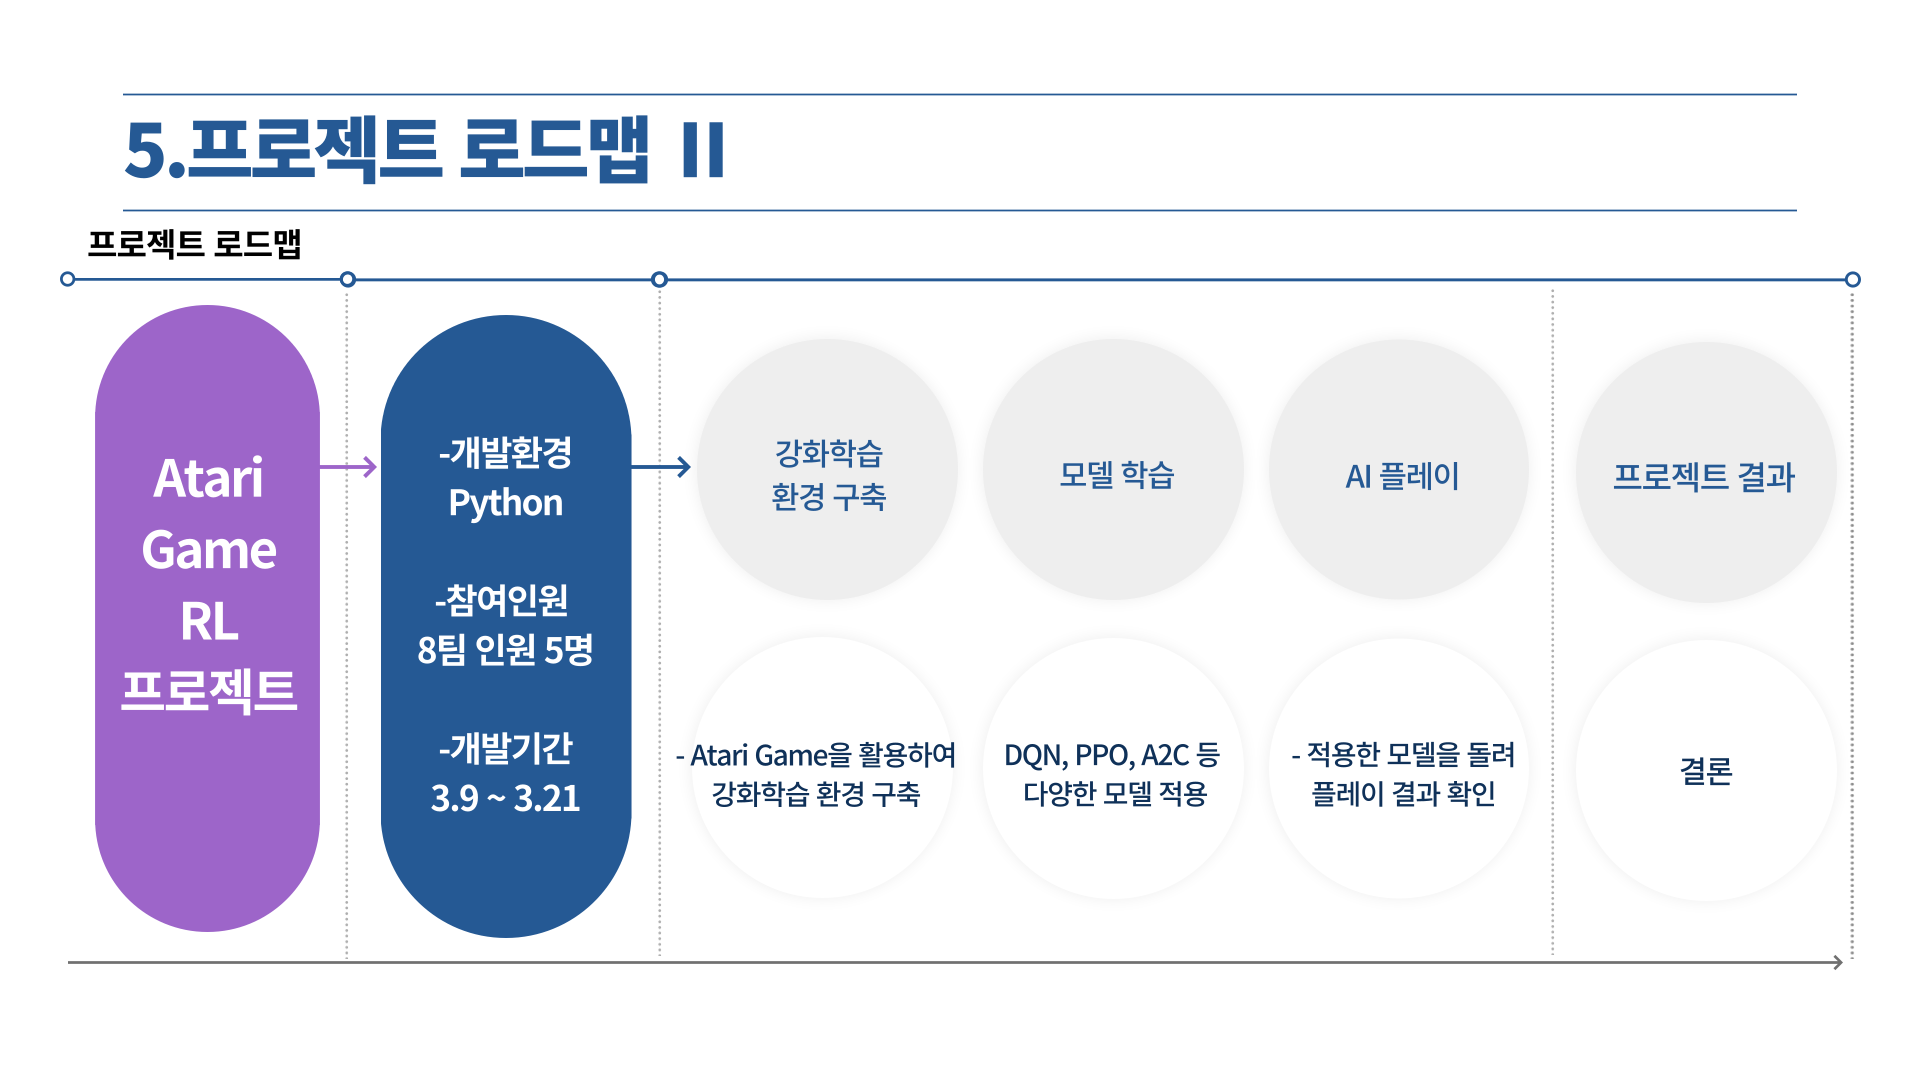 5.프로젝트 로드맵 II
프로젝트 로드맵
Atari
Game
RL
프로젝트
-개발환경
Python
-참여인원
8팀 인원 5명
-개발기간
3.9 ~ 3.21
강화학습
환경 구축
모델 학습
AI 플레이
프로젝트 결과
- Atari Game을 활용하여
강화학습 환경 구축
DQN, PPO, A2C 등
다양한 모델 적용
- 적용한 모델을 돌려
플레이 결과 확인
결론